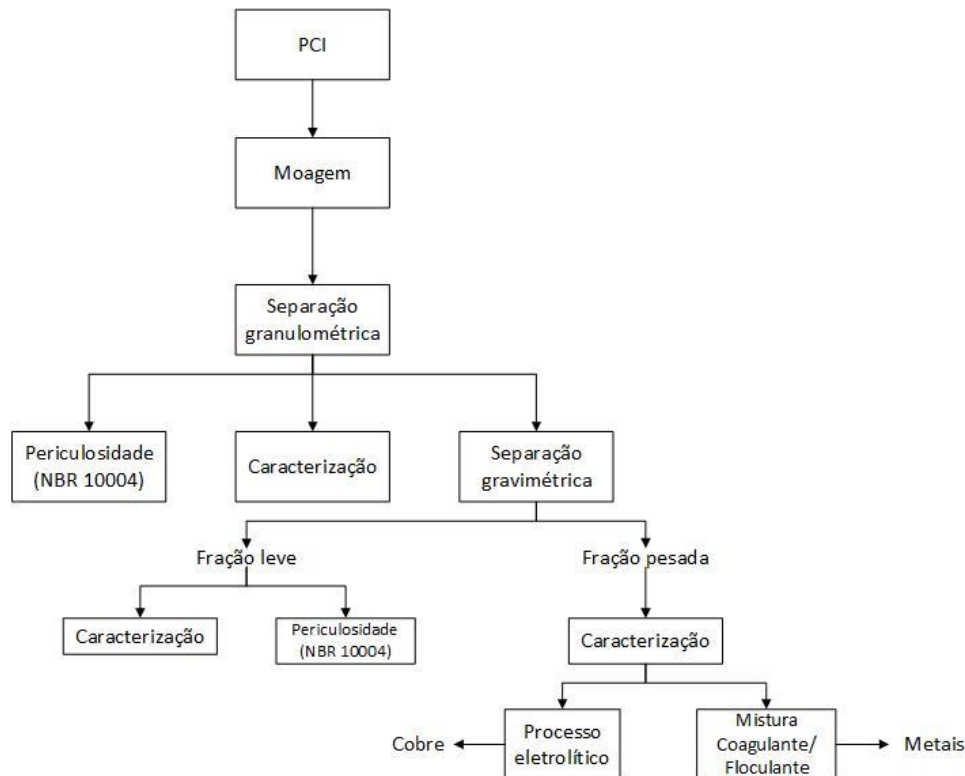 PCI
Moagem
Separação
granulométrica
Periculosidade
(NBR 10004)
Caracterização
Separação
gravimétrica
Fração leve
Fração pesada
Caracterização
Periculosidade
(NBR 10004)
Caracterização
Cobre
Processo
eletrolítico
Mistura
Coagulante/
Floculante
Metais